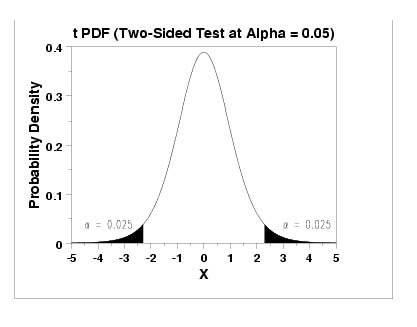 t PDF (Two-Sided Test at Alpha = 0.05)
0.4
0.3
0.2
0.1
0
Probability Density
α = 0.025
α = 0.025
-5 -4 -3 -2 -1 0 1 2 3 4 5
X